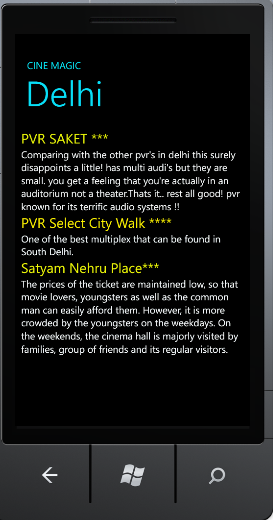 CINE MAGIC
Delhi
PVR SAKET ***
Comparing with the other pvr's in delhi this surely
disappoints a little! has multi audi's but they are
small. you get a feeling that you're actually in an
auditorium not a theater.Thats it.. rest all good! pvr
known for its terrific audio systems !!
PVR Select City Walk ****
One of the best multiplex that can be found in
South Delhi.
Satyam Nehru Place***
The prices of the ticket are maintained low, so that
movie lovers, youngsters as well as the common
man can easily afford them. However, it is more
crowded by the youngsters on the weekdays. On
the weekends, the cinema hall is majorly visited by
families, group of friends and its regular visitors.